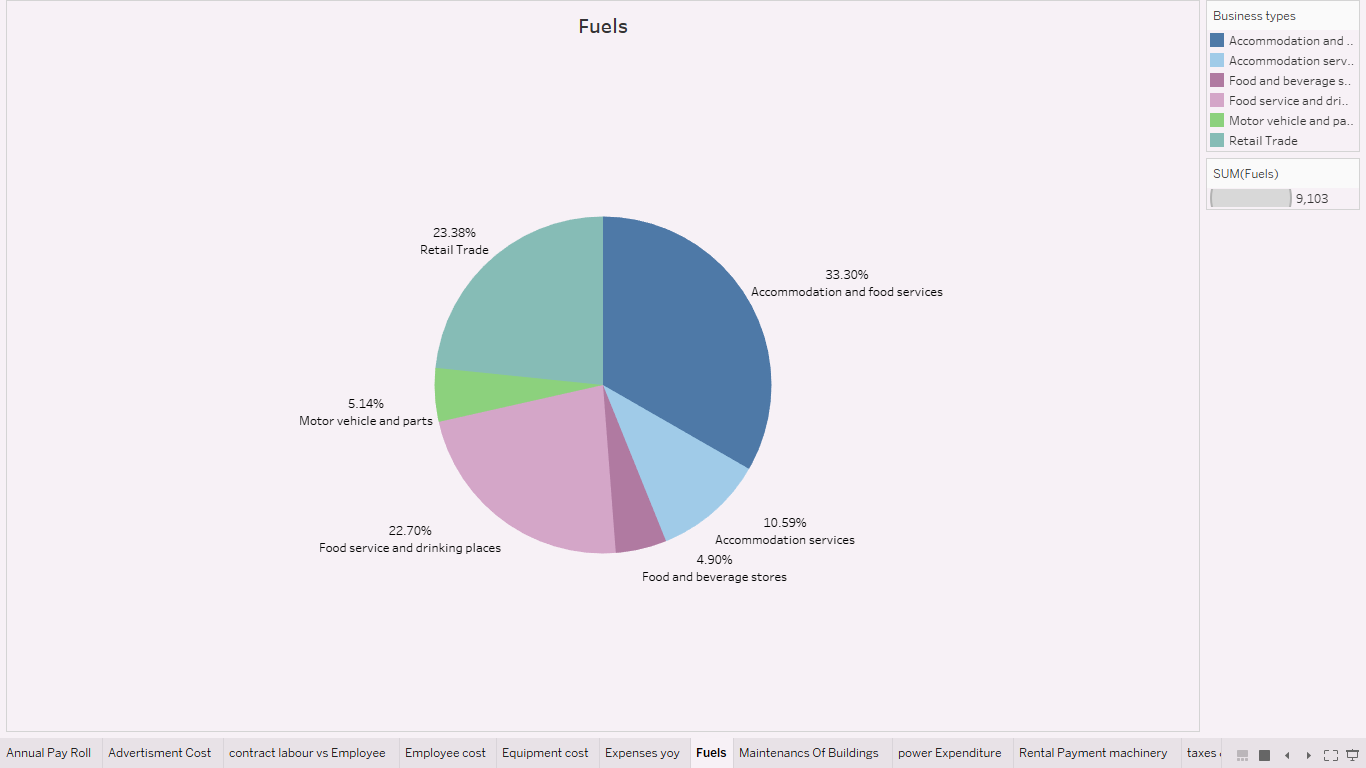 Fuels
23.38%
Retail Trade
33.30%
Accommodation and food services
5.14%
Motor vehicle and parts
22.70%
Food service and drinking places
10.59%
Accommodation services
4.90%
Food and beverage stores
Business types
Accommodation and ..
Accommodation serv..
Food and beverage s..
Food service and dri..
Motor vehicle and pa..
Retail Trade
SUM(Fuels)
9,103
Annual Pay Roll Advertisment Cost contract labour vs Employee Employee cost Equipment cost Expenses yoy Fuels Maintenancs Of Buildings power Expenditure Rental Payment machinery taxes